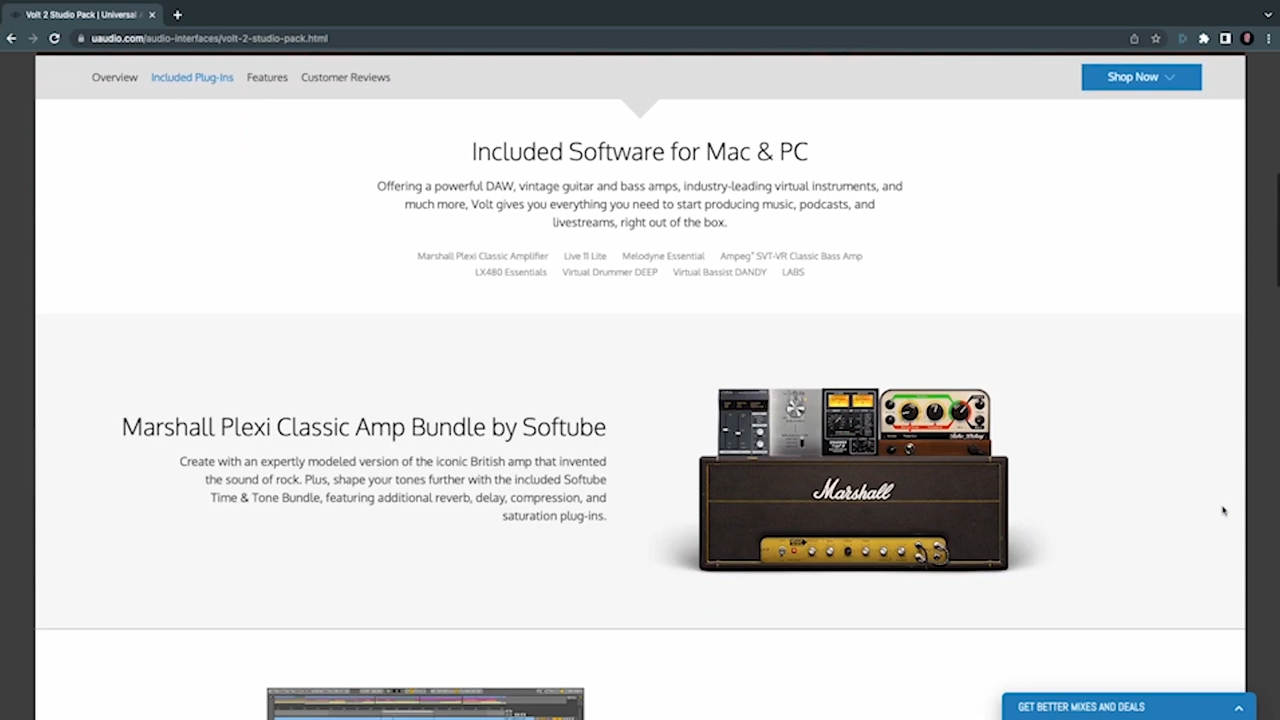 Volt 2 Studio Pack | Universal A
uaudio.com/audio-interfaces/volt-2-studio-pack.html
Overview Included Plug-Ins Features Customer Reviews Shop Now
Included Software for Mac & PC
Offering a powerful DAW, vintage guitar and bass amps, industry-leading virtual instruments, and
much more, Volt gives you everything you need to start producing music, podcasts, and
livestreams, right out of the box.
Marshall Plexi Classic Amplifier Live 11 Lite Melodyne Essential Ampeg® SVT-VR Classic Bass Amp
LX480 Essentials Virtual Drummer DEEP Virtual Bassist DANDY LABS
Marshall Plexi Classic Amp Bundle by Softube
Create with an expertly modeled version of the iconic British amp that invented
the sound of rock. Plus, shape your tones further with the included Softube
Time & Tone Bundle, featuring additional reverb, delay, compression, and
saturation plug-ins.
Marshall
GET BETTER MIXES AND DEALS